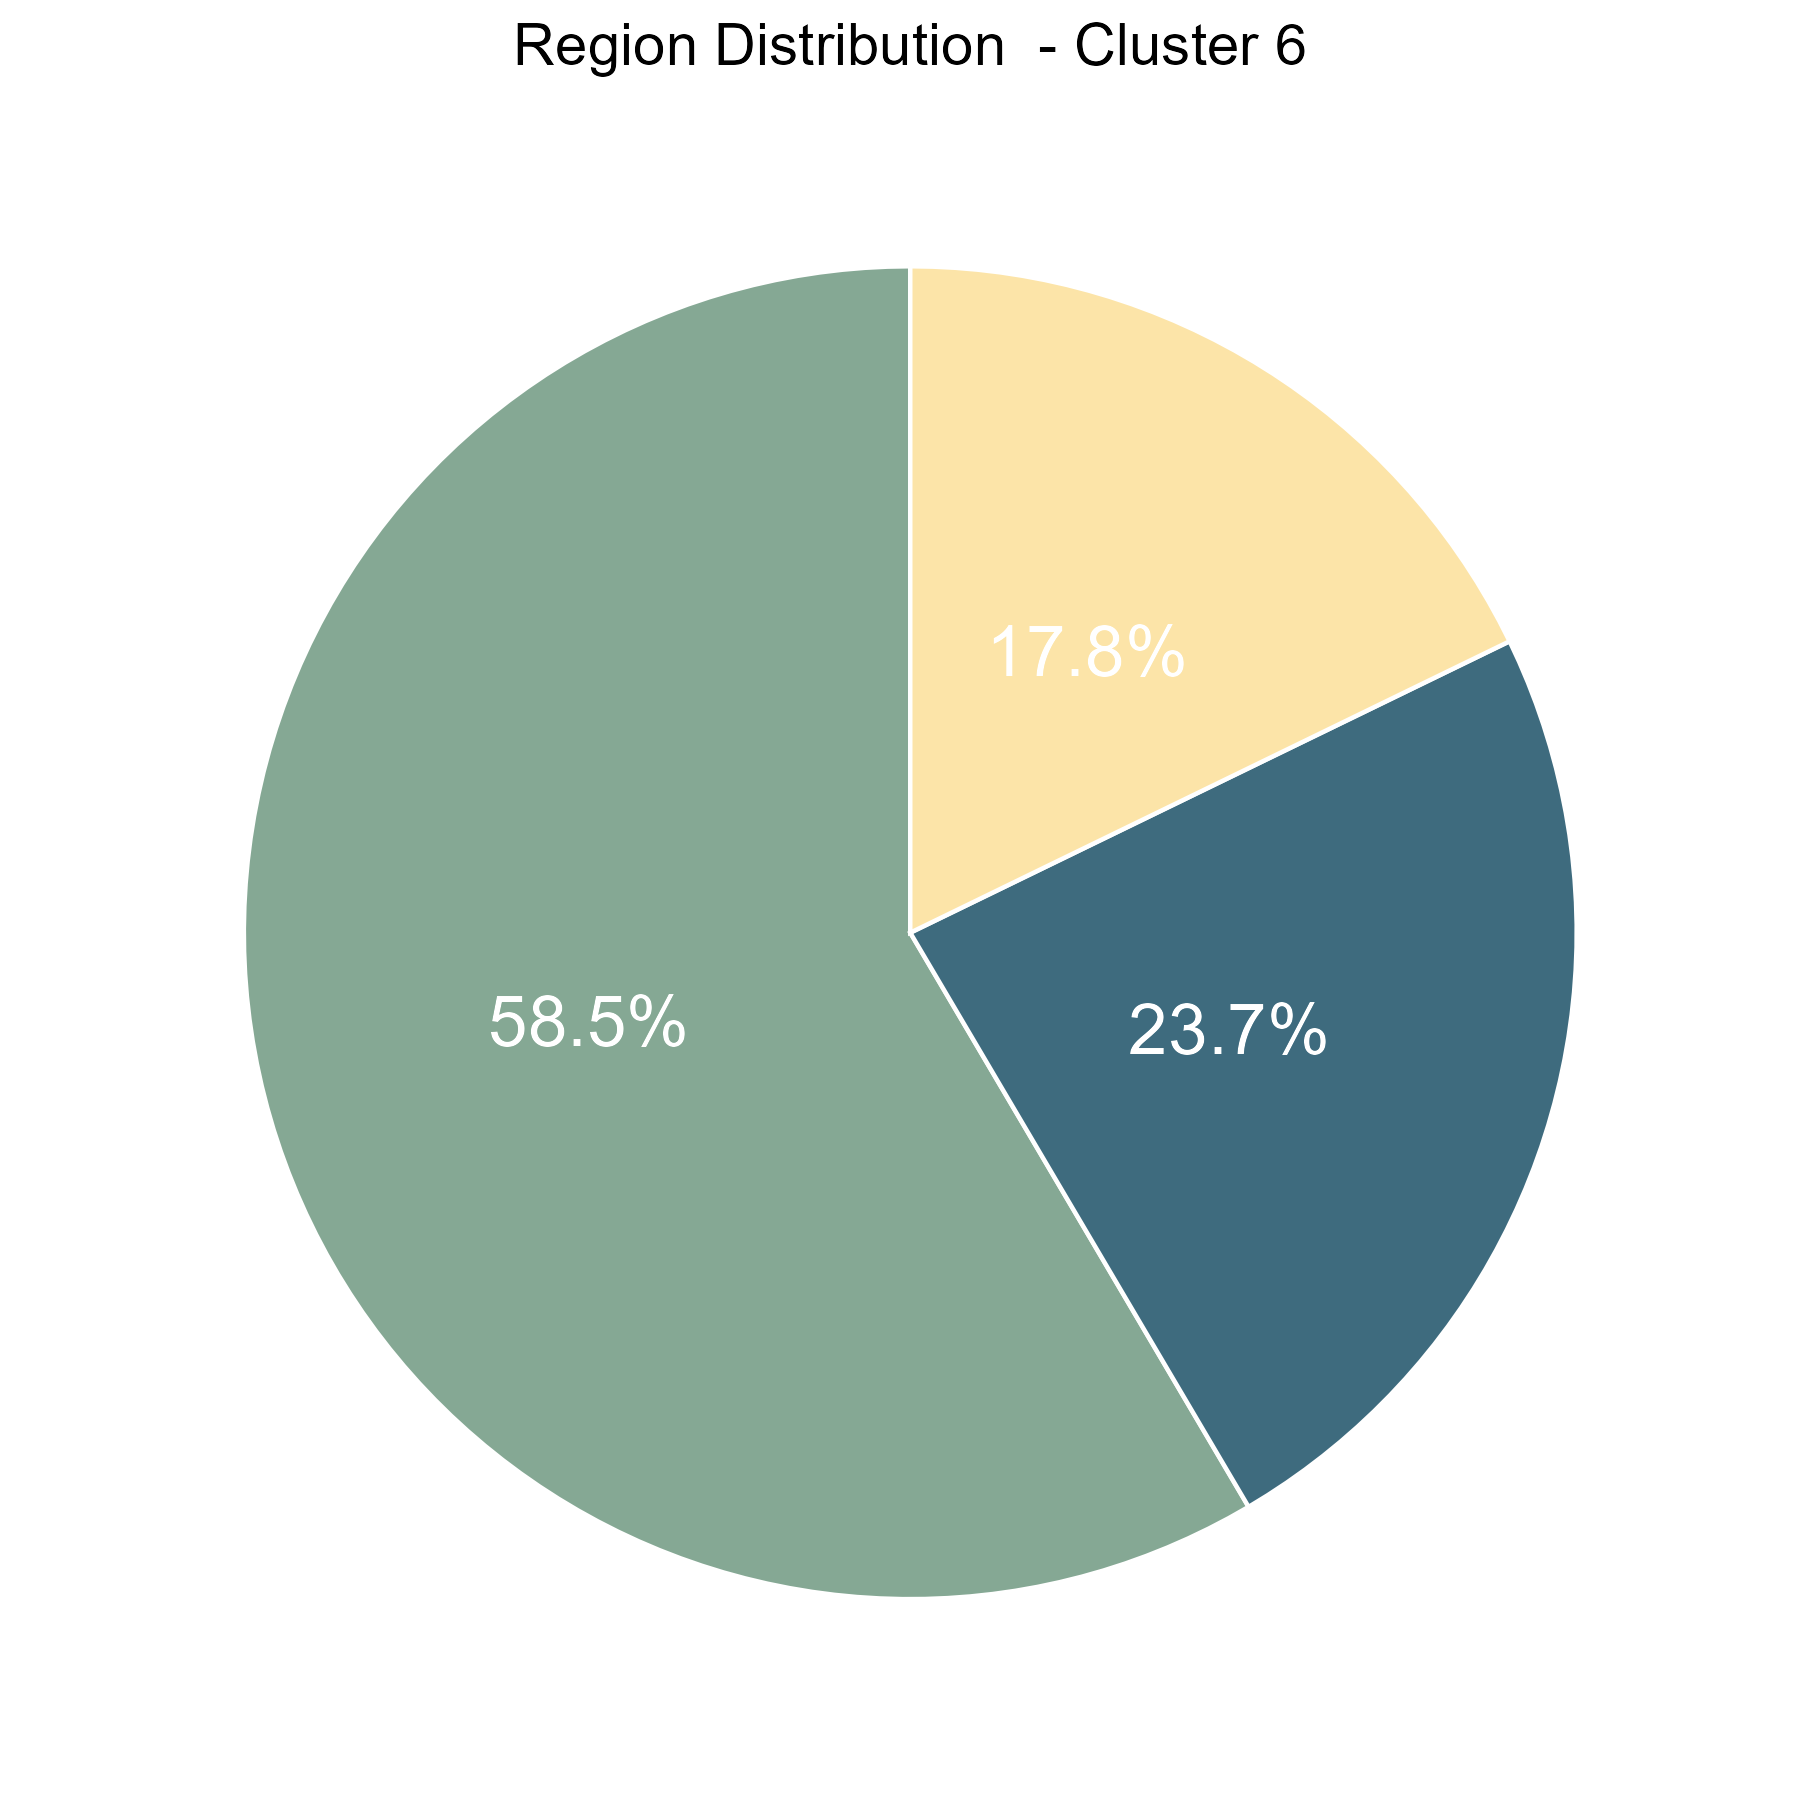 Region Distribution  - Cluster 6
17.8%
58.5%
23.7%